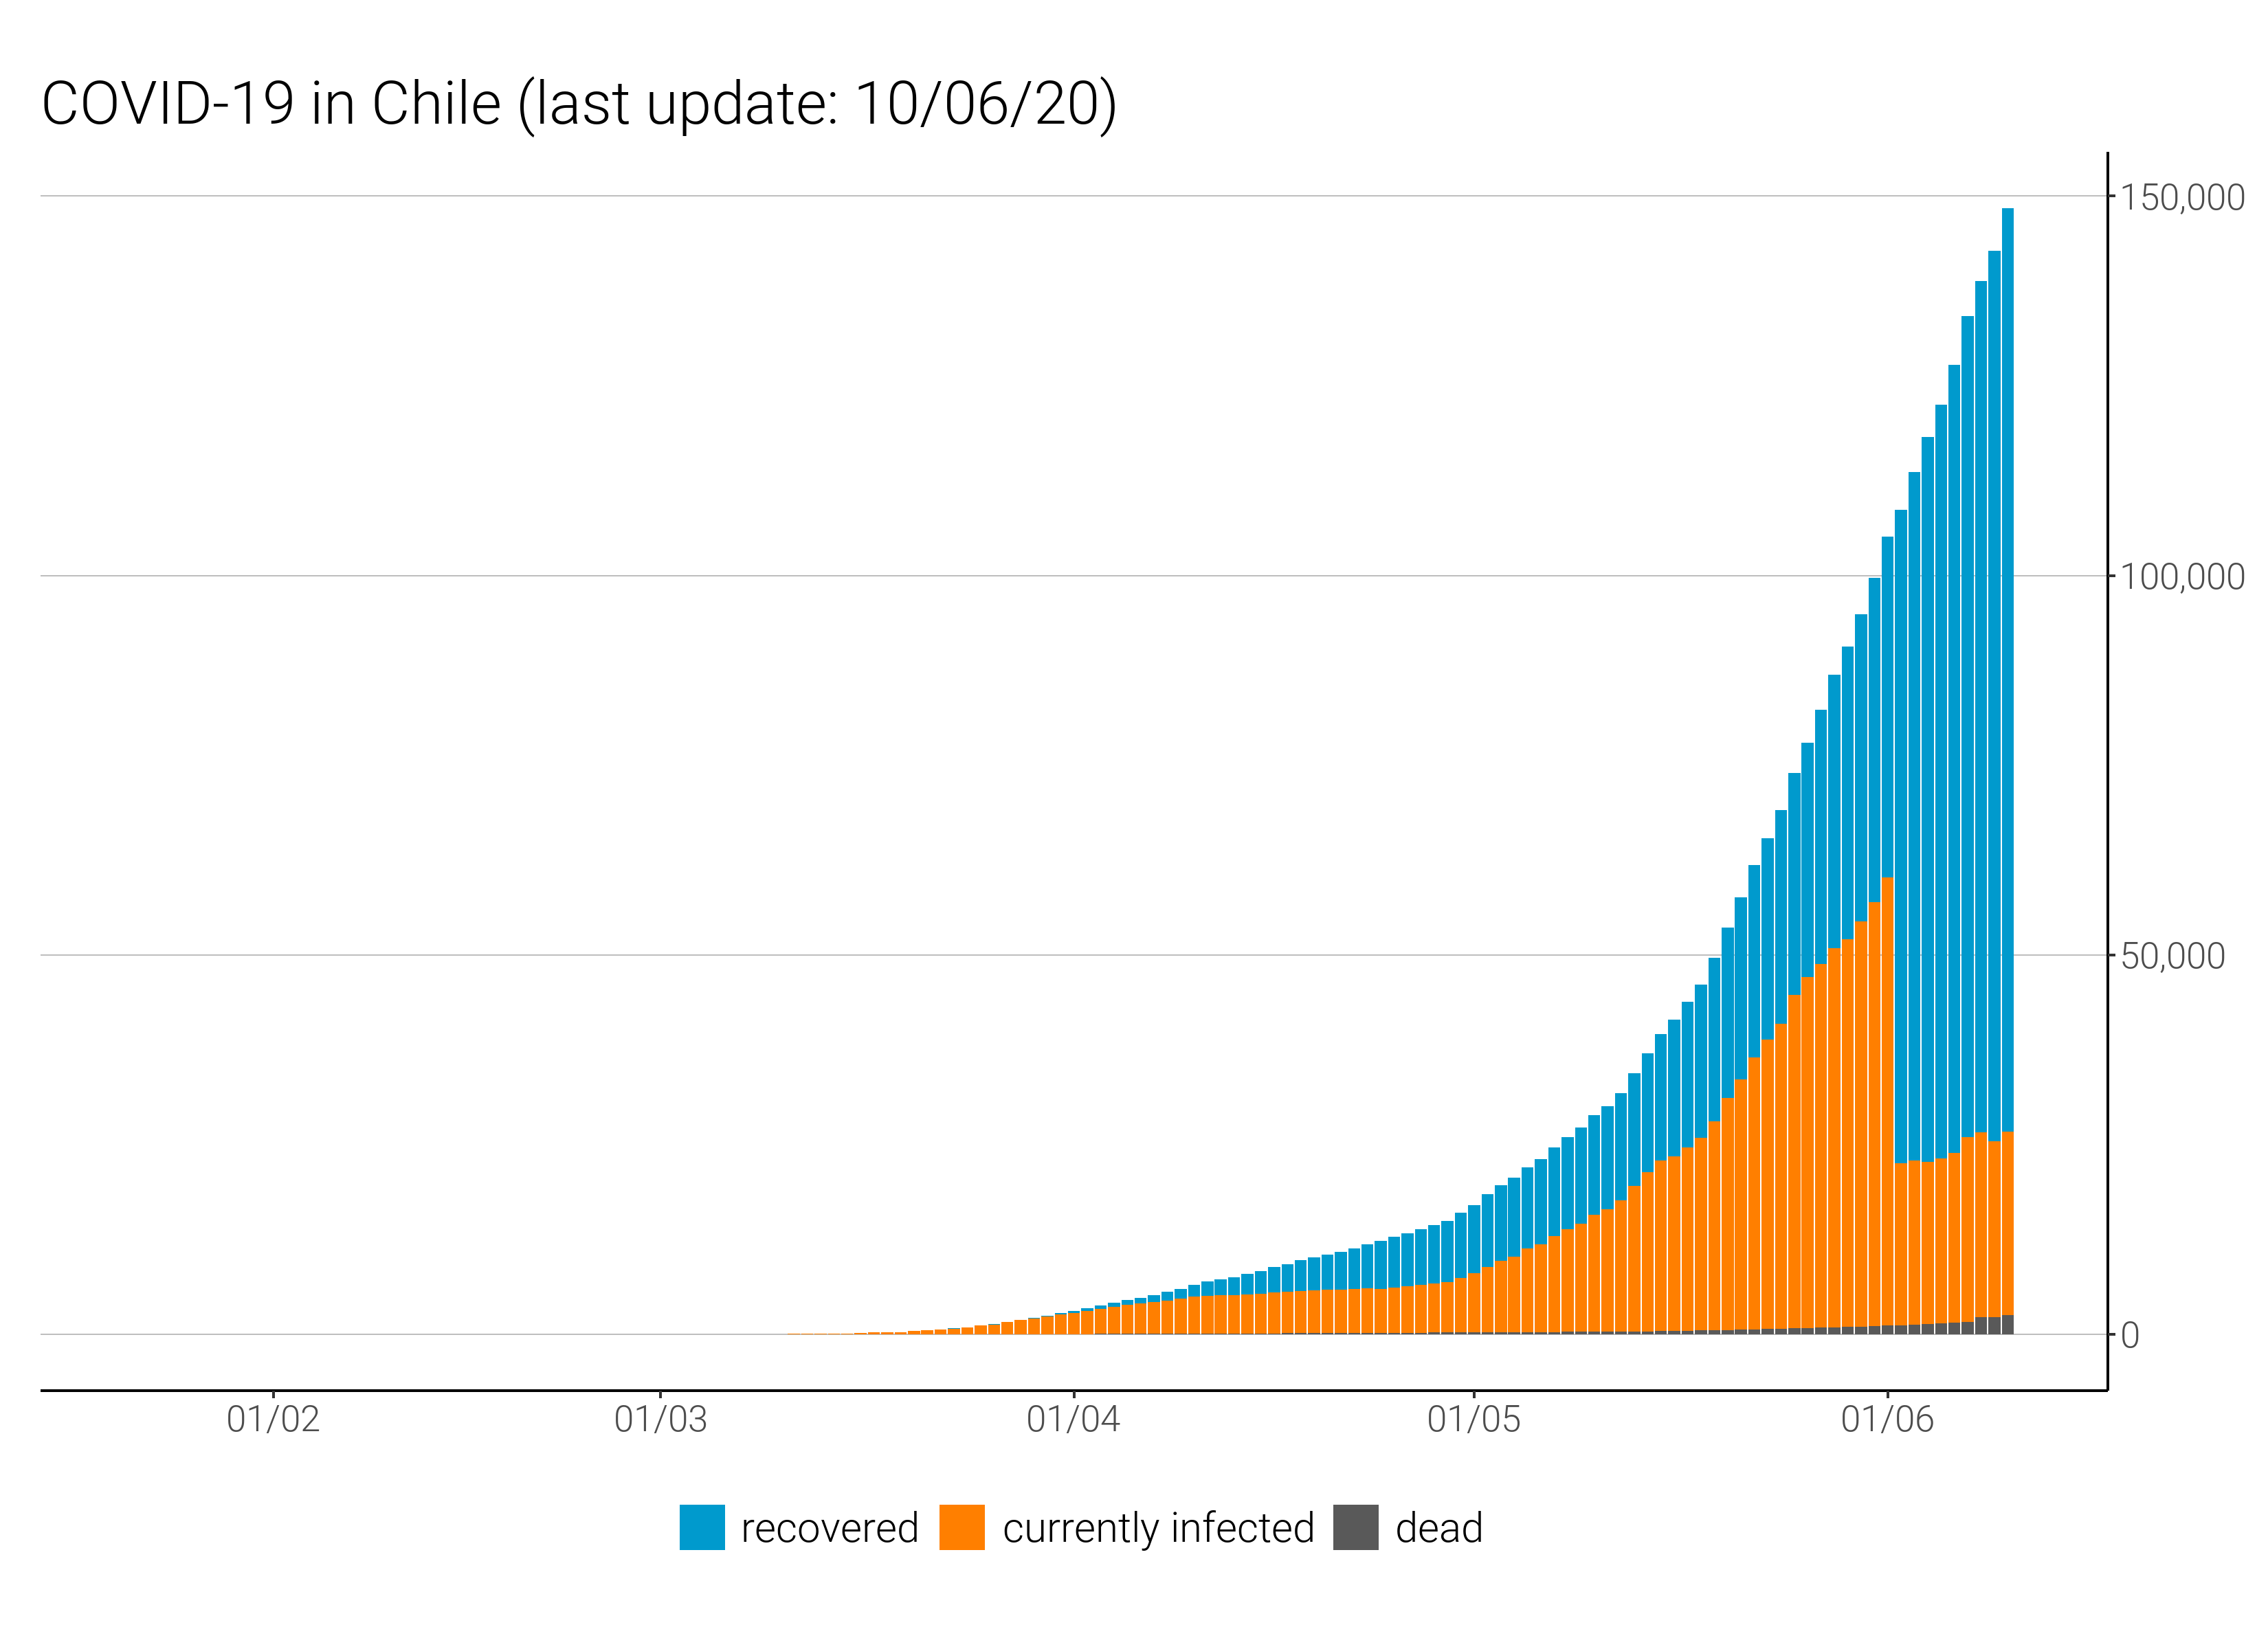 COVID-19 in Chile (last update: 10/06/20)
150,000
100,000
50,000
0
01/02 01/03 01/04 01/05 01/06
recovered currently infected dead